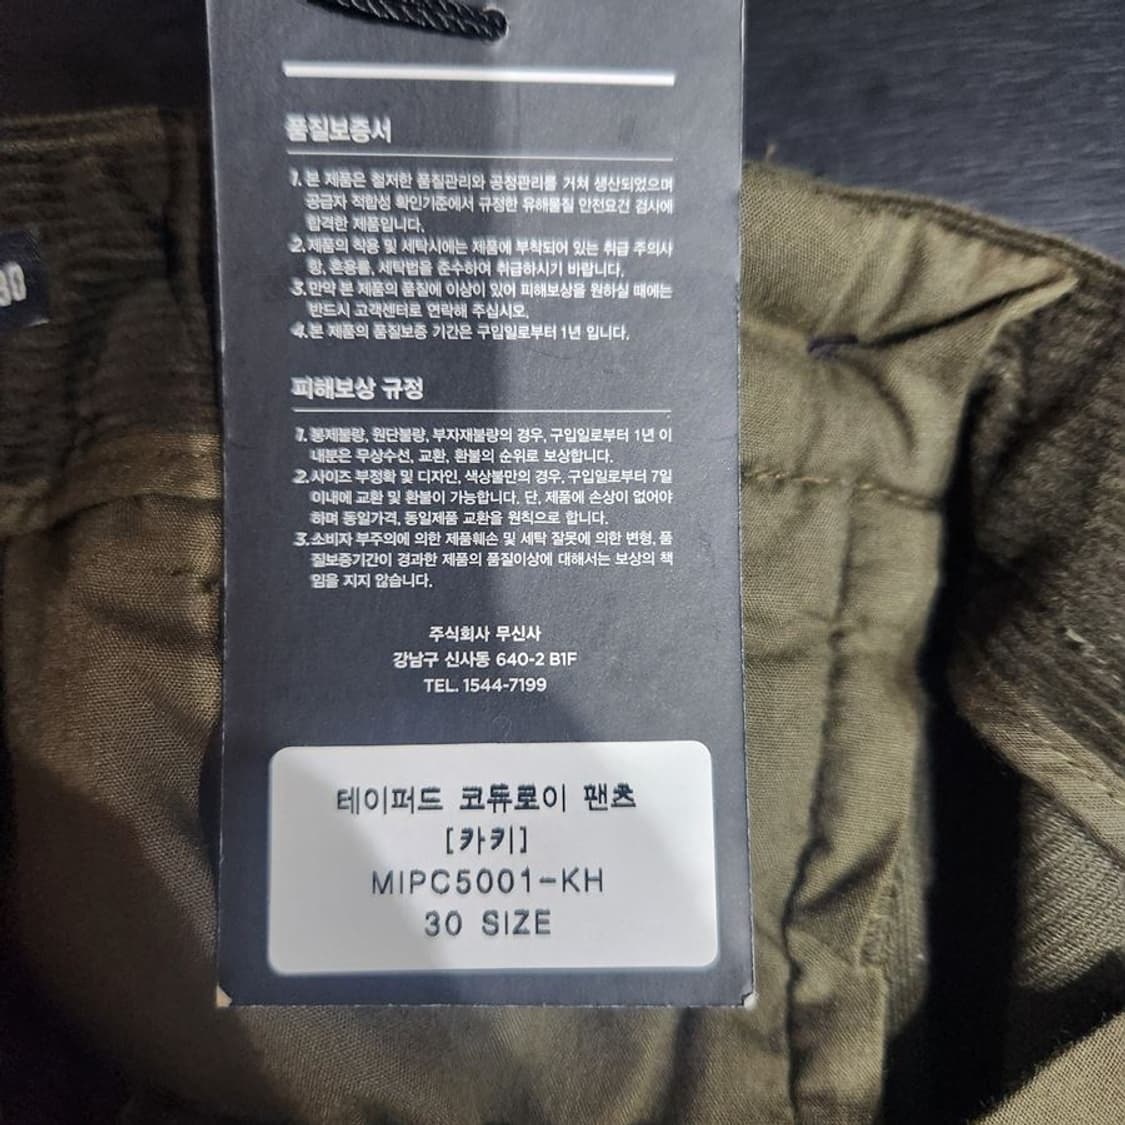 품질보증서
1. 본 제품은 철저한 품질관리와 공정관리를 거쳐 생산되었으며
공급자 적합성 확인기준에서 규정한 유해물질 안전요건 검사에
합격한 제품입니다.
2. 제품의 착용 및 세탁시에는 제품에 부착되어 있는 취급 주의사
항, 혼용률, 세탁법을 준수하여 취급하시기 바랍니다.
3. 만약 본 제품의 품질에 이상이 있어 피해보상을 원하실 때에는
반드시 고객센터로 연락해 주십시오.
4. 본 제품의 품질보증 기간은 구입일로부터 1년 입니다.
피해보상 규정
1. 봉제불량, 원단불량, 부자재불량의 경우, 구입일로부터 1년 이
내분은 무상수선, 교환, 환불의 순위로 보상합니다.
2. 사이즈 부정확 및 디자인, 색상불만의 경우, 구입일로부터 7일
이내에 교환 및 환불이 가능합니다. 단, 제품에 손상이 없어야
하며 동일가격, 동일제품 교환을 원칙으로 합니다.
3. 소비자 부주의에 의한 제품훼손 및 세탁 잘못에 의한 변형, 품
질보증기간이 경과한 제품의 품질이상에 대해서는 보상의 책
임을 지지 않습니다.
주식회사 무신사
강남구 신사동 640-2 B1F
TEL. 1544-7199
테이퍼드 코듀로이 팬츠
[카키]
MIPC5001-KH
30 SIZE
30